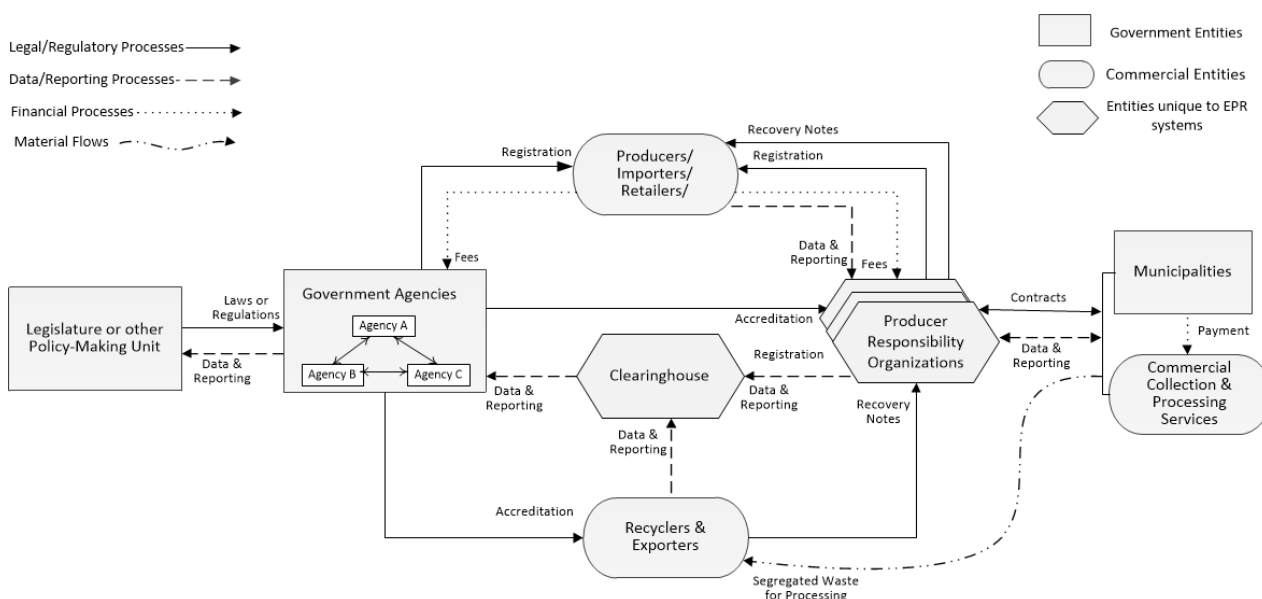 Legal/Regulatory Processes
Data/Reporting Processes
Financial Processes
Material Flows
Government Entities
Commercial Entities
Entities unique to EPR
systems
Recovery Notes
Registration
Registration
Producers/
Importers/
Retailers/
Data &
Reporting
Fees
Fees
Government Agencies
Agency A
Agency B
Agency C
Legislature or other
Policy-Making Unit
Laws or
Regulations
Data &
Reporting
Accreditation
Producer
Responsibility
Organizations
Contracts
Data &
Reporting
Municipalities
Payment
Commercial
Collection &
Processing
Services
Registration
Data &
Reporting
Clearinghouse
Data &
Reporting
Data &
Reporting
Recovery
Notes
Accreditation
Recyclers &
Exporters
Segregated Waste
for Processing